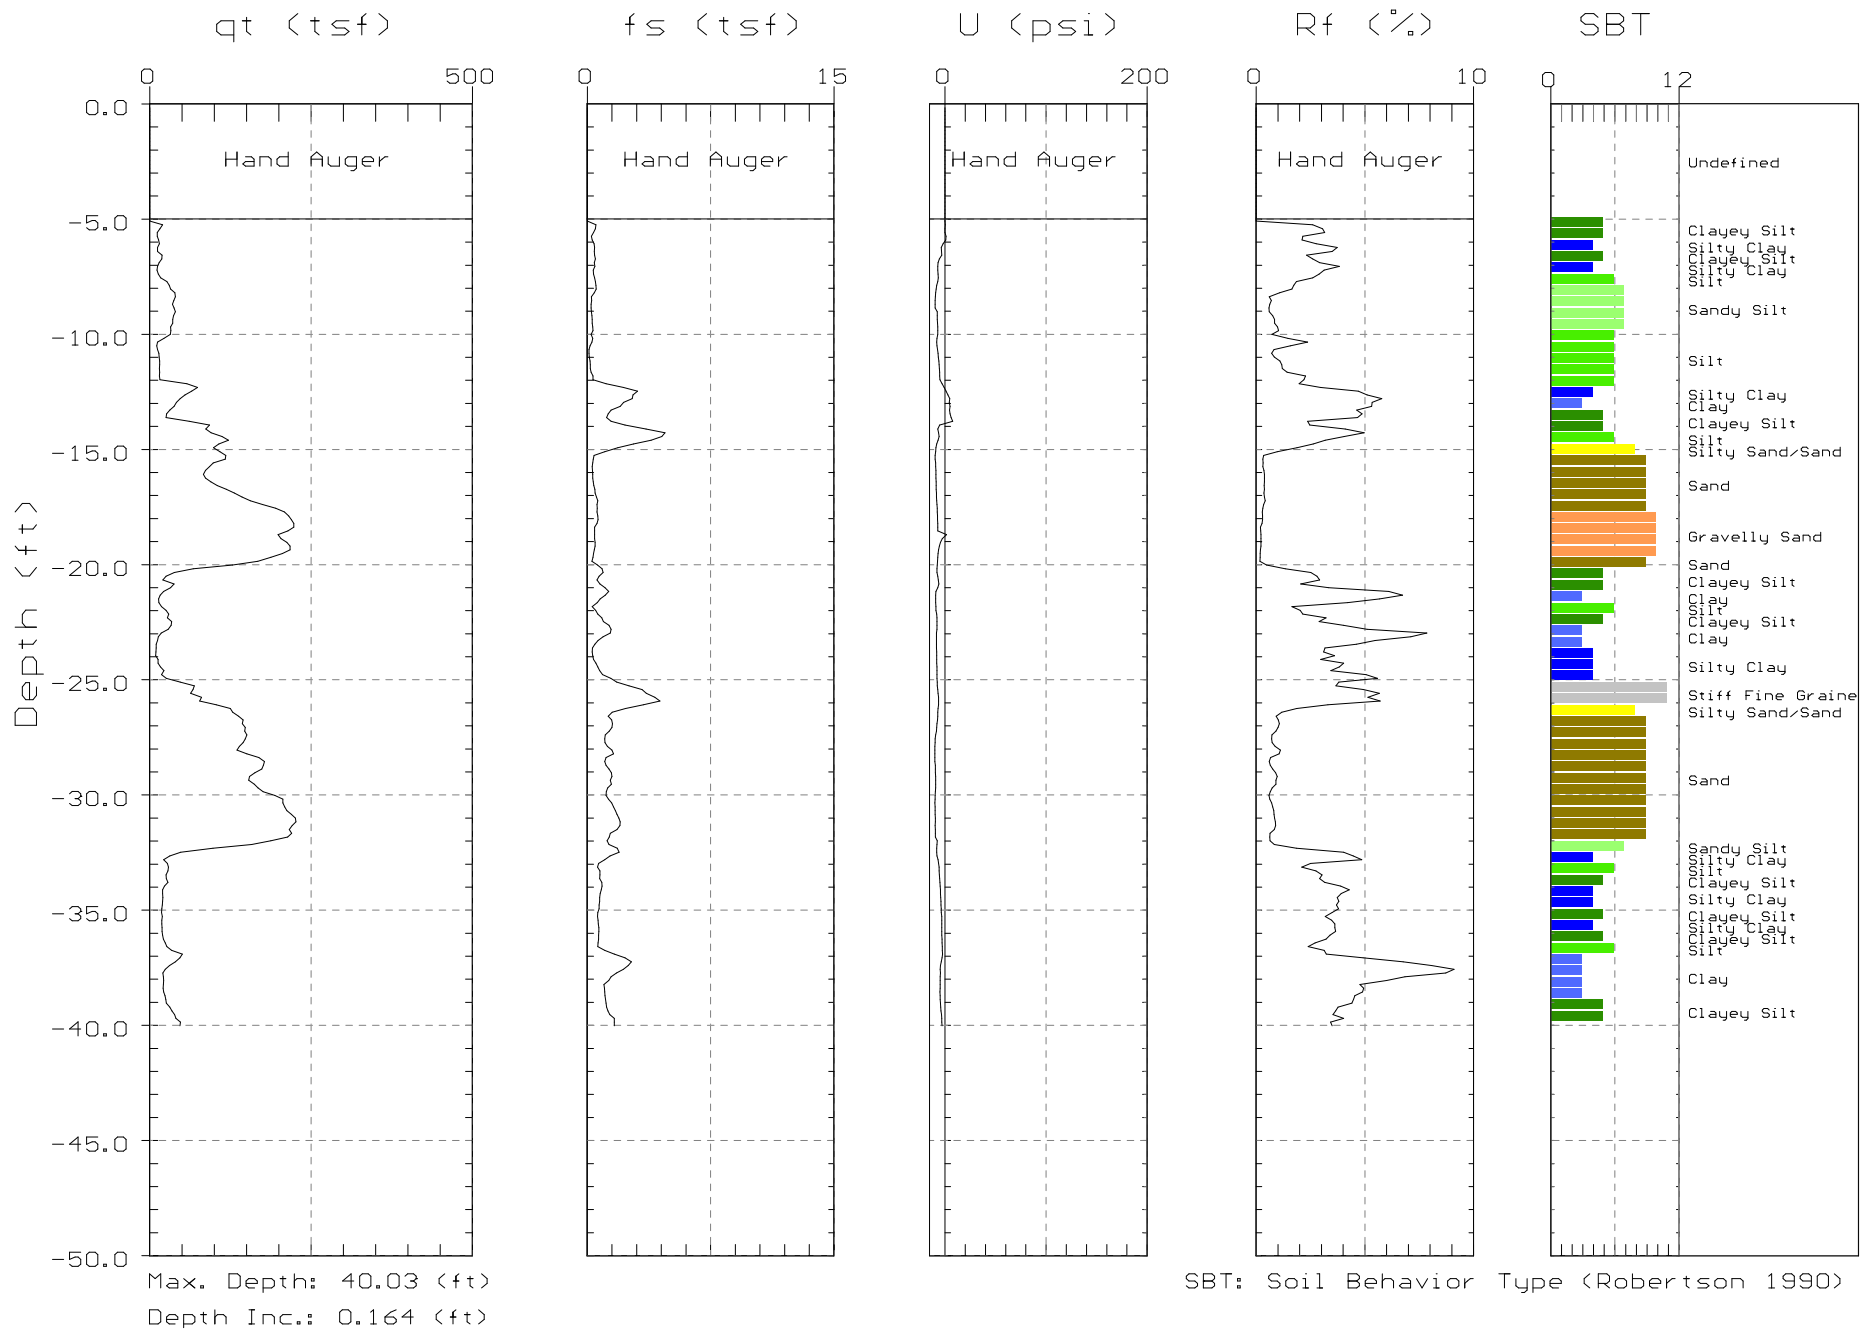 qt (tsf) fs (tsf) U (psi) Rf (%) SBT
0 500 0 15 0 200 0 10 0 12
0.0
Hand Auger Hand Auger Hand Auger Hand Auger Undefined
-5.0
Clayey Silt
Silty Clay
Clayey Silt
Silty Clay
Silt
Sandy Silt
-10.0
Silt
Silty Clay
Clay
Clayey Silt
Silt
-15.0
Silty Sand/Sand
Sand
Gravelly Sand
-20.0
Sand
Clayey Silt
Clay
Silt
Clayey Silt
Clay
Silty Clay
-25.0
Stiff Fine Graine
Silty Sand/Sand
Depth (ft)
Sand
-30.0
Sandy Silt
Silty Clay
Silt
Clayey Silt
Silty Clay
-35.0
Clayey Silt
Silty Clay
Clayey Silt
Silt
Clay
Clayey Silt
-40.0
-45.0
-50.0
Max. Depth: 40.03 (ft) SBT: Soil Behavior Type (Robertson 1990)
Depth Inc.: 0.164 (ft)